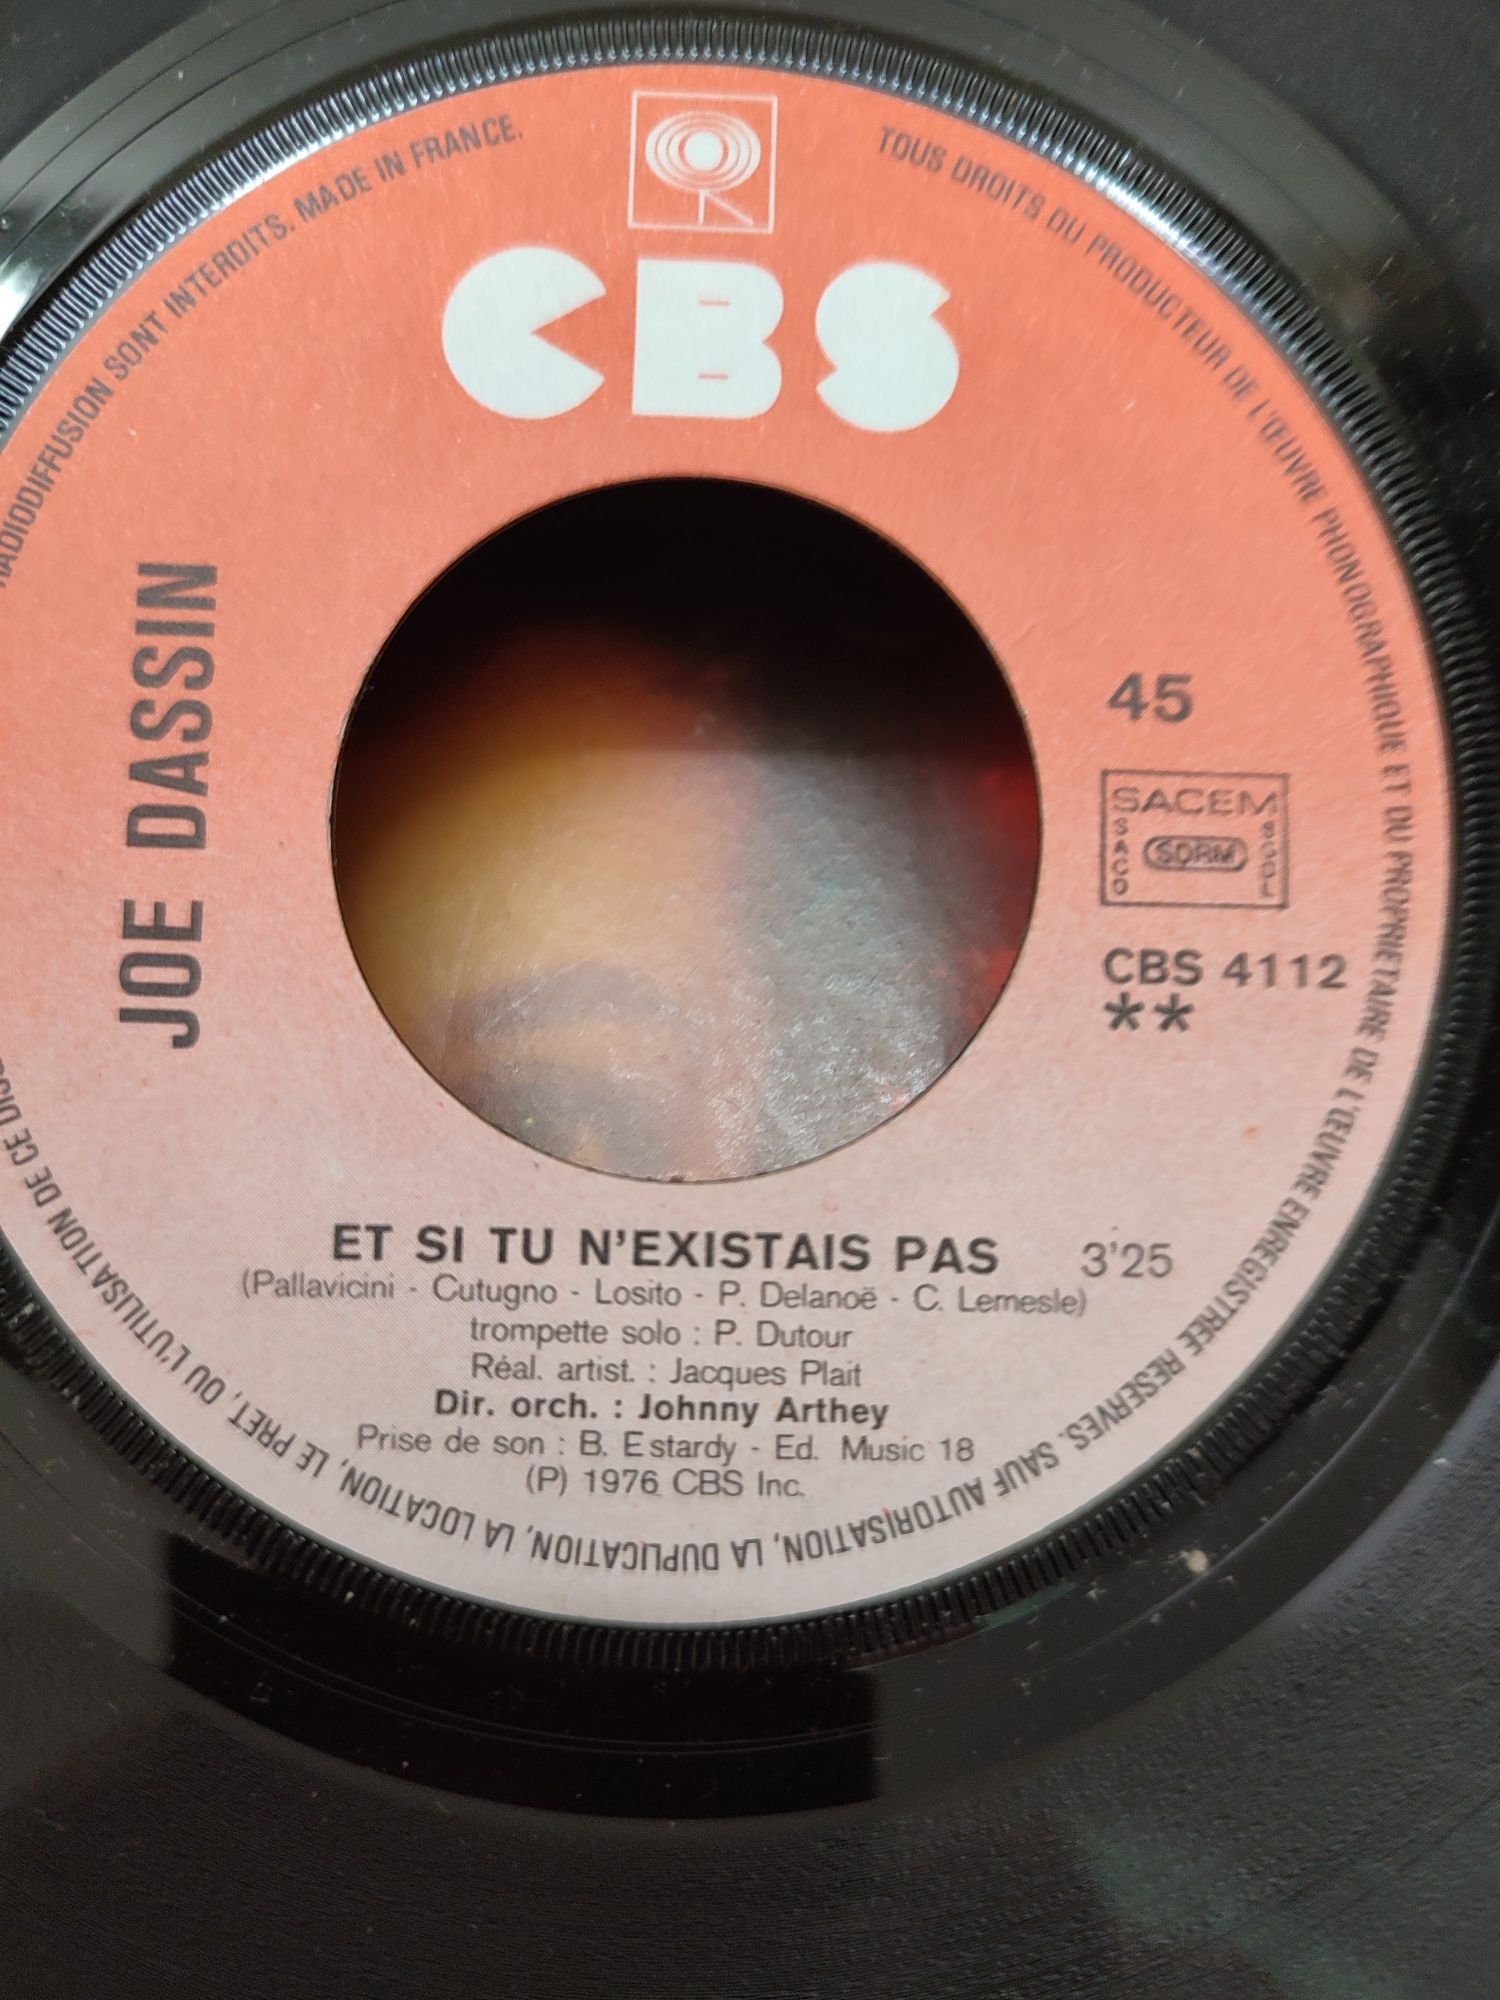 CBS
TOUS DROITS DU PRODUCTEUR DE L'ŒUVRE PHONOGRAPHIQUE ET DU PROPRIETAIRE DE L'ŒUVRE ENREGISTREE RESERVES. SAUF AUTORISATION, LA DUPLICATION, LA LOCATION, LE PRET, OU L'UTILISATION DE CE
RADIODIFFUSION SONT INTERDITS. MADE IN FRANCE.
JOE DASSIN
45
SACEM
SACD
SDRM
SGDL
CBS 4112
**
ET SI TU N'EXISTAIS PAS 3'25
(Pallavicini - Cutugno - Losito - P. Delanoë - C. Lemesle)
trompette solo : P. Dutour
Réal. artist. : Jacques Plait
Dir. orch. : Johnny Arthey
Prise de son : B. Estardy - Ed. Music 18
(P) 1976 CBS Inc.